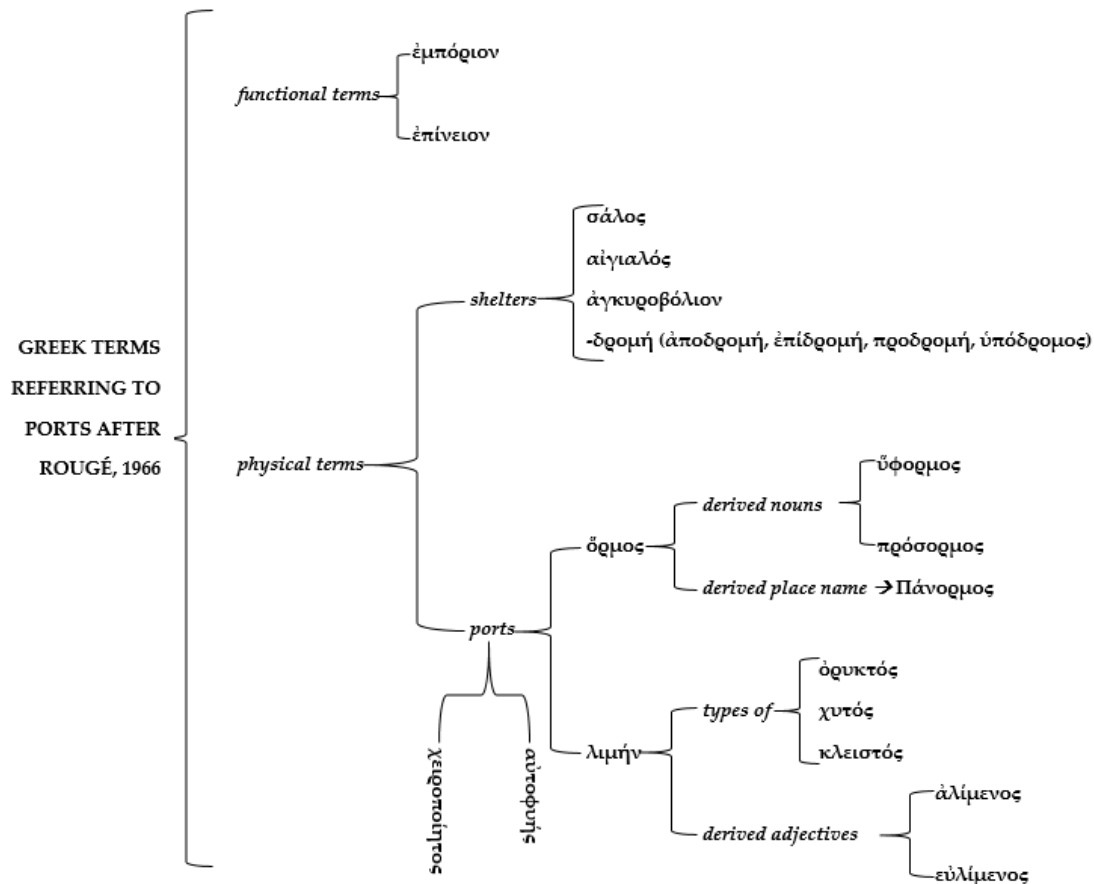 ἐμπόριον
functional terms
ἐπίνειον
σάλος
αἰγιαλός
shelters
ἀγκυροβόλιον
-δρομή (ἀποδρομή, ἐπίδρομή, προδρομή, ὑπόδρομος)
GREEK TERMS
REFERRING TO
PORTS AFTER
ROUGÉ, 1966
physical terms
ὕφορμος
derived nouns
πρόσορμος
ὅρμος
derived place name → Πάνορμος
ports
χειροποίητος
αὐτοφυής
ὀρυκτός
types of
χυτός
κλειστός
λιμήν
ἀλίμενος
derived adjectives
εὐλίμενος